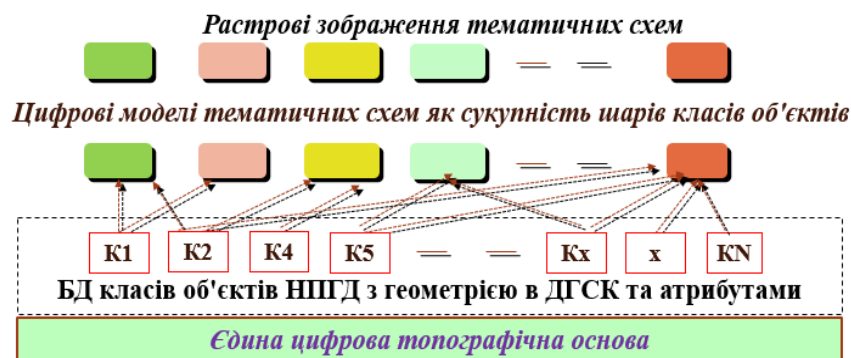 Растрові зображення тематичних схем
Цифрові моделі тематичних схем як сукупність шарів класів об'єктів
К1 К2 К4 К5 Кх х КN
БД класів об'єктів НПГД з геометрією в ДГСК та атрибутами
Єдина цифрова топографічна основа